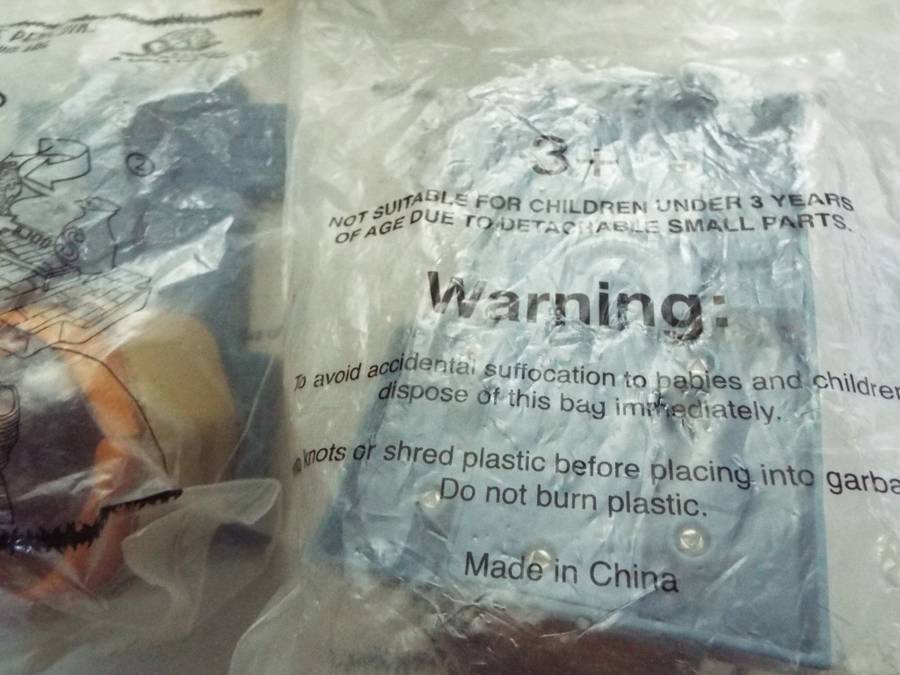 3+
NOT SUITABLE FOR CHILDREN UNDER 3 YEARS
OF AGE DUE TO DETACHABLE SMALL PARTS.
Warning:
To avoid accidental suffocation to babies and children
dispose of this bag immediately.
knots or shred plastic before placing into garba
Do not burn plastic.
Made in China